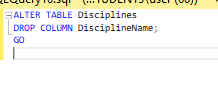 ALTER TABLE Disciplines
DROP COLUMN DisciplineName;
GO